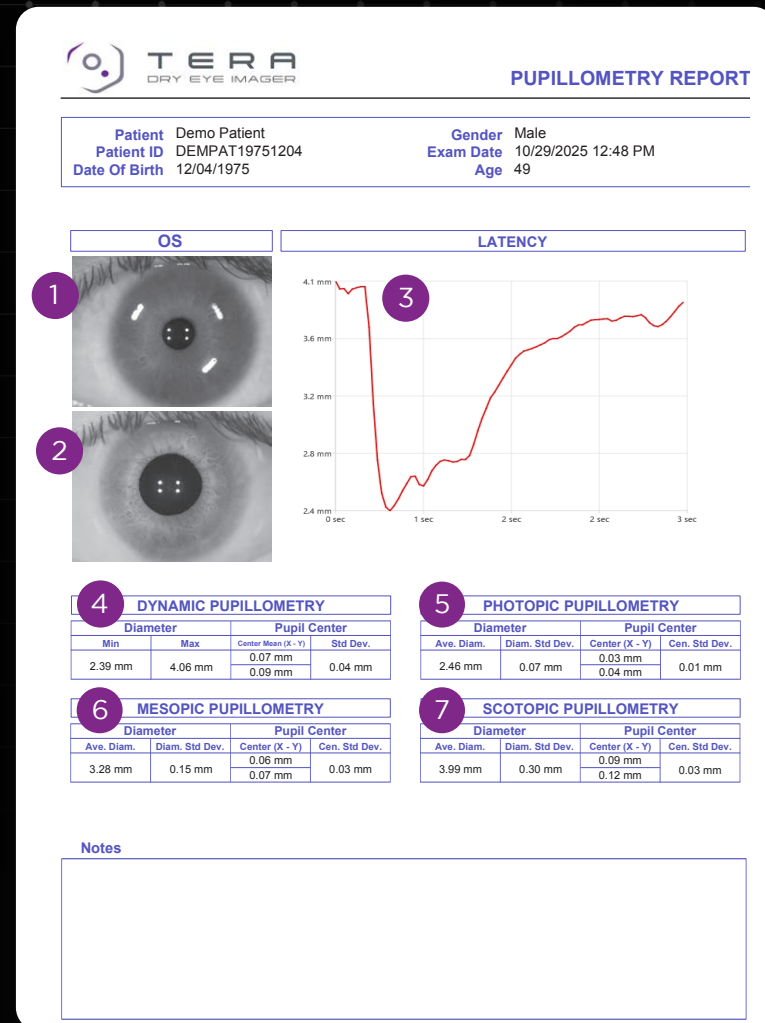 TERA
DRY EYE IMAGER
PUPILLOMETRY REPORT
Patient Demo Patient Gender Male
Patient ID DEMPAT19751204 Exam Date 10/29/2025 12:48 PM
Date Of Birth 12/04/1975 Age 49
OS LATENCY
1
2
3
4.1 mm
3.6 mm
3.2 mm
2.8 mm
2.4 mm
0 sec 1 sec 2 sec 2 sec 3 sec
4 DYNAMIC PUPILLOMETRY
Diameter Pupil Center
Min Max Center Mean (X - Y) Std Dev.
2.39 mm 4.06 mm 0.07 mm 0.04 mm
0.09 mm
5 PHOTOPIC PUPILLOMETRY
Diameter Pupil Center
Ave. Diam. Diam. Std Dev. Center (X - Y) Cen. Std Dev.
2.46 mm 0.07 mm 0.03 mm 0.01 mm
0.04 mm
6 MESOPIC PUPILLOMETRY
Diameter Pupil Center
Ave. Diam. Diam. Std Dev. Center (X - Y) Cen. Std Dev.
3.28 mm 0.15 mm 0.06 mm 0.03 mm
0.07 mm
7 SCOTOPIC PUPILLOMETRY
Diameter Pupil Center
Ave. Diam. Diam. Std Dev. Center (X - Y) Cen. Std Dev.
3.99 mm 0.30 mm 0.09 mm 0.03 mm
0.12 mm
Notes